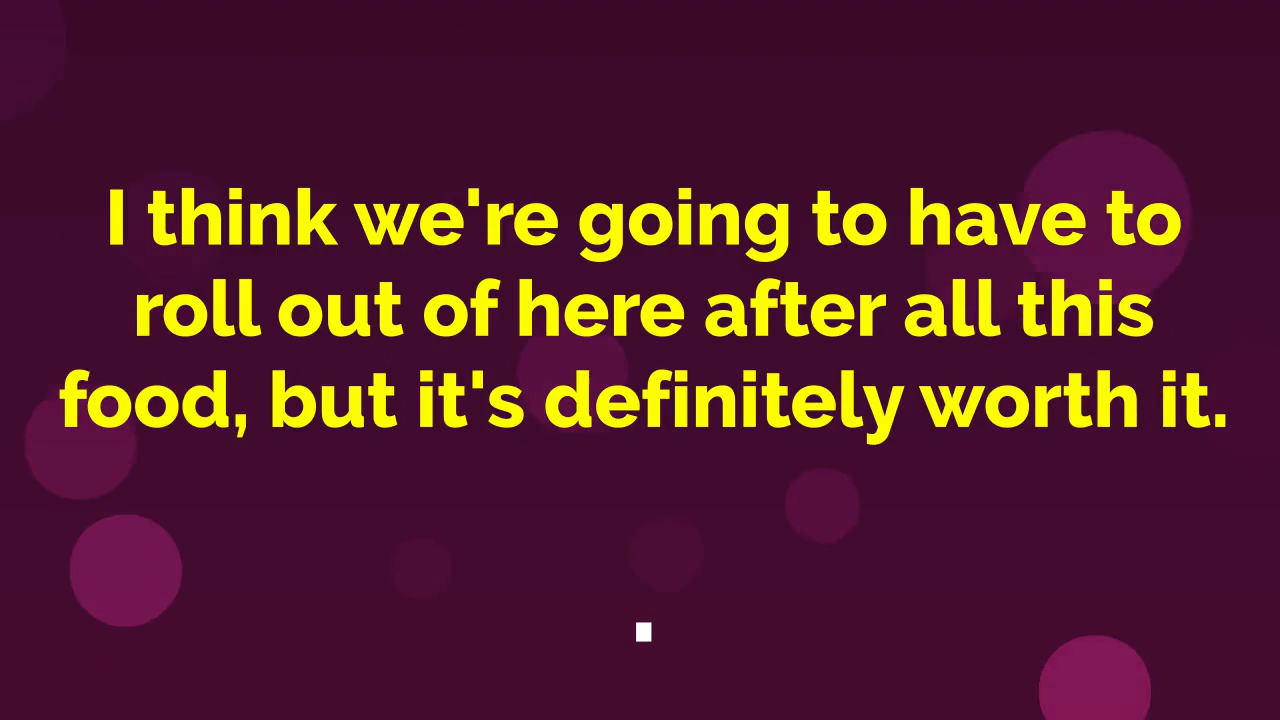 I think we're going to have to
roll out of here after all this
food, but it's definitely worth it.